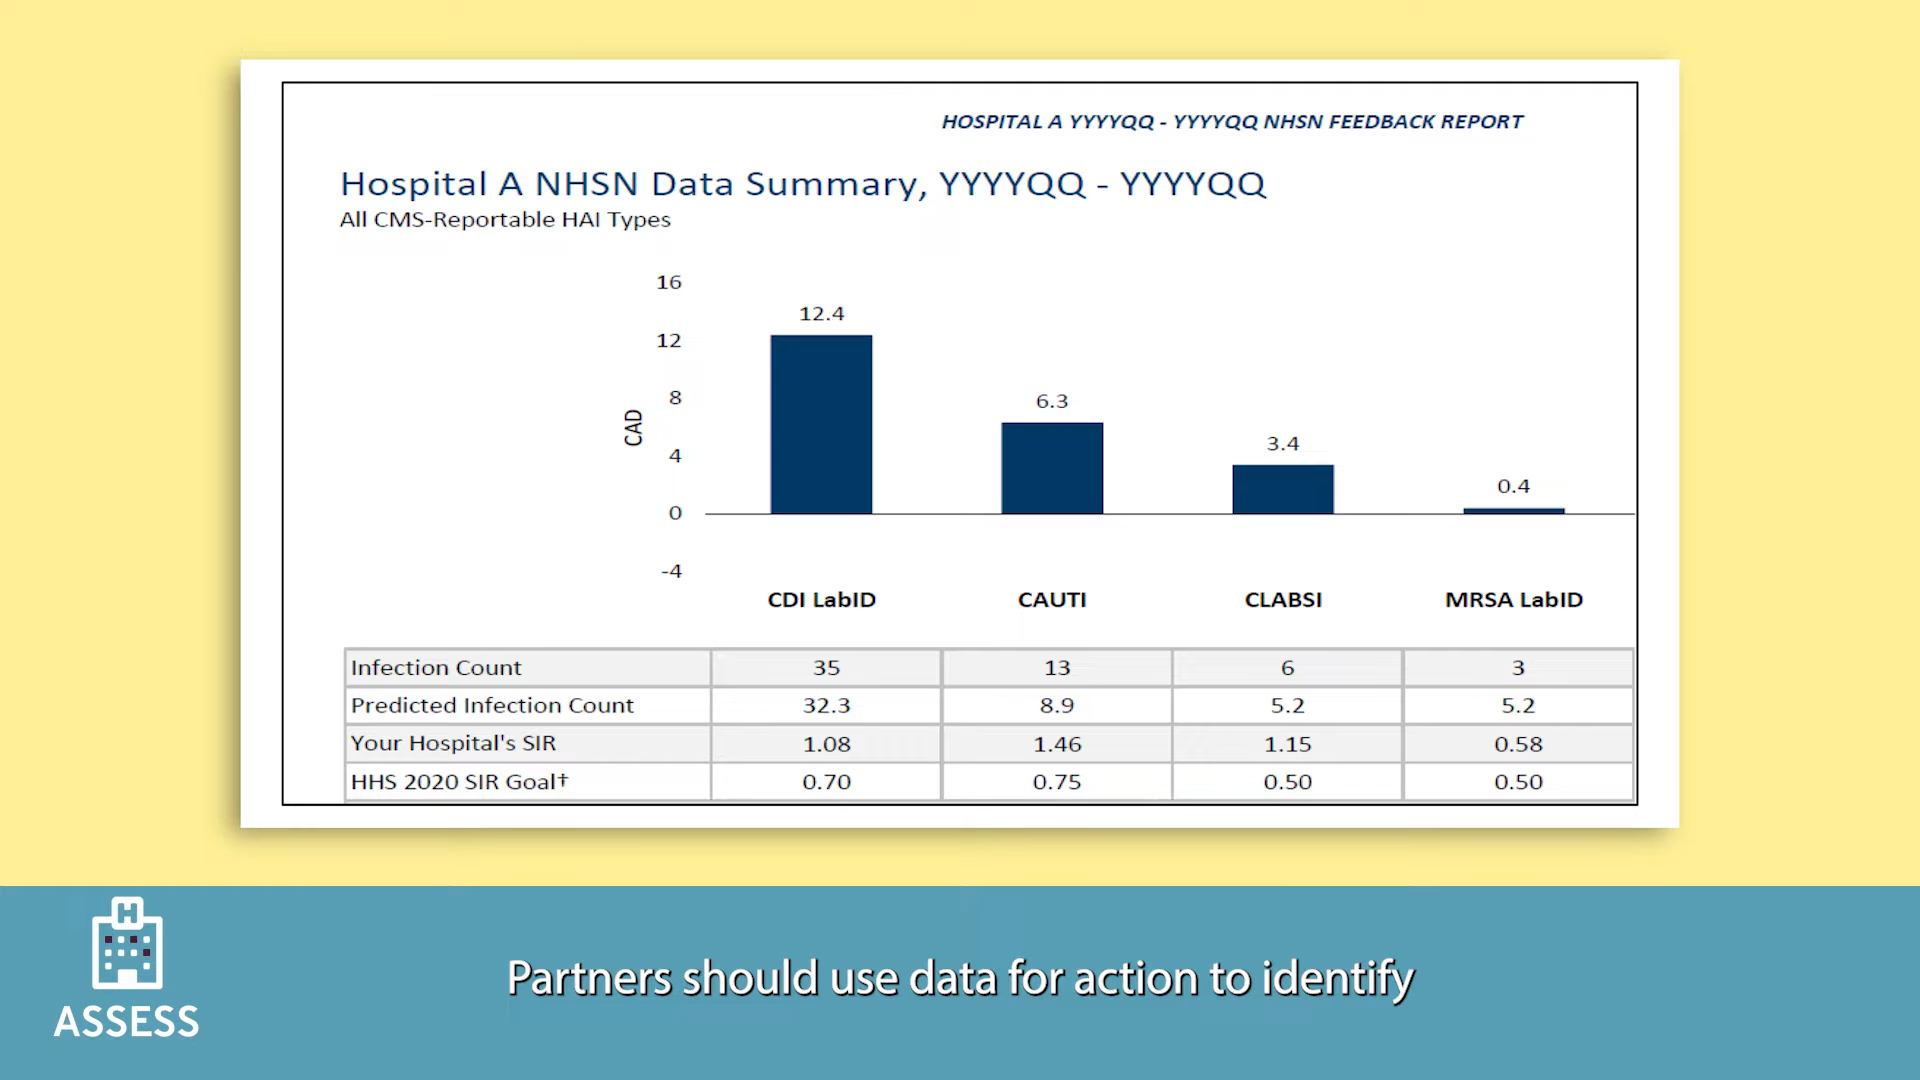 HOSPITAL A YYYYQQ - YYYYQQ NHSN FEEDBACK REPORT
Hospital A NHSN Data Summary, YYYYQQ - YYYYQQ
All CMS-Reportable HAI Types
CAD
16
12
8
4
0
-4
12.4
6.3
3.4
0.4
CDI LabID CAUTI CLABSI MRSA LabID
Infection Count 35 13 6 3
Predicted Infection Count 32.3 8.9 5.2 5.2
Your Hospital's SIR 1.08 1.46 1.15 0.58
HHS 2020 SIR Goal† 0.70 0.75 0.50 0.50
H
ASSESS
Partners should use data for action to identify